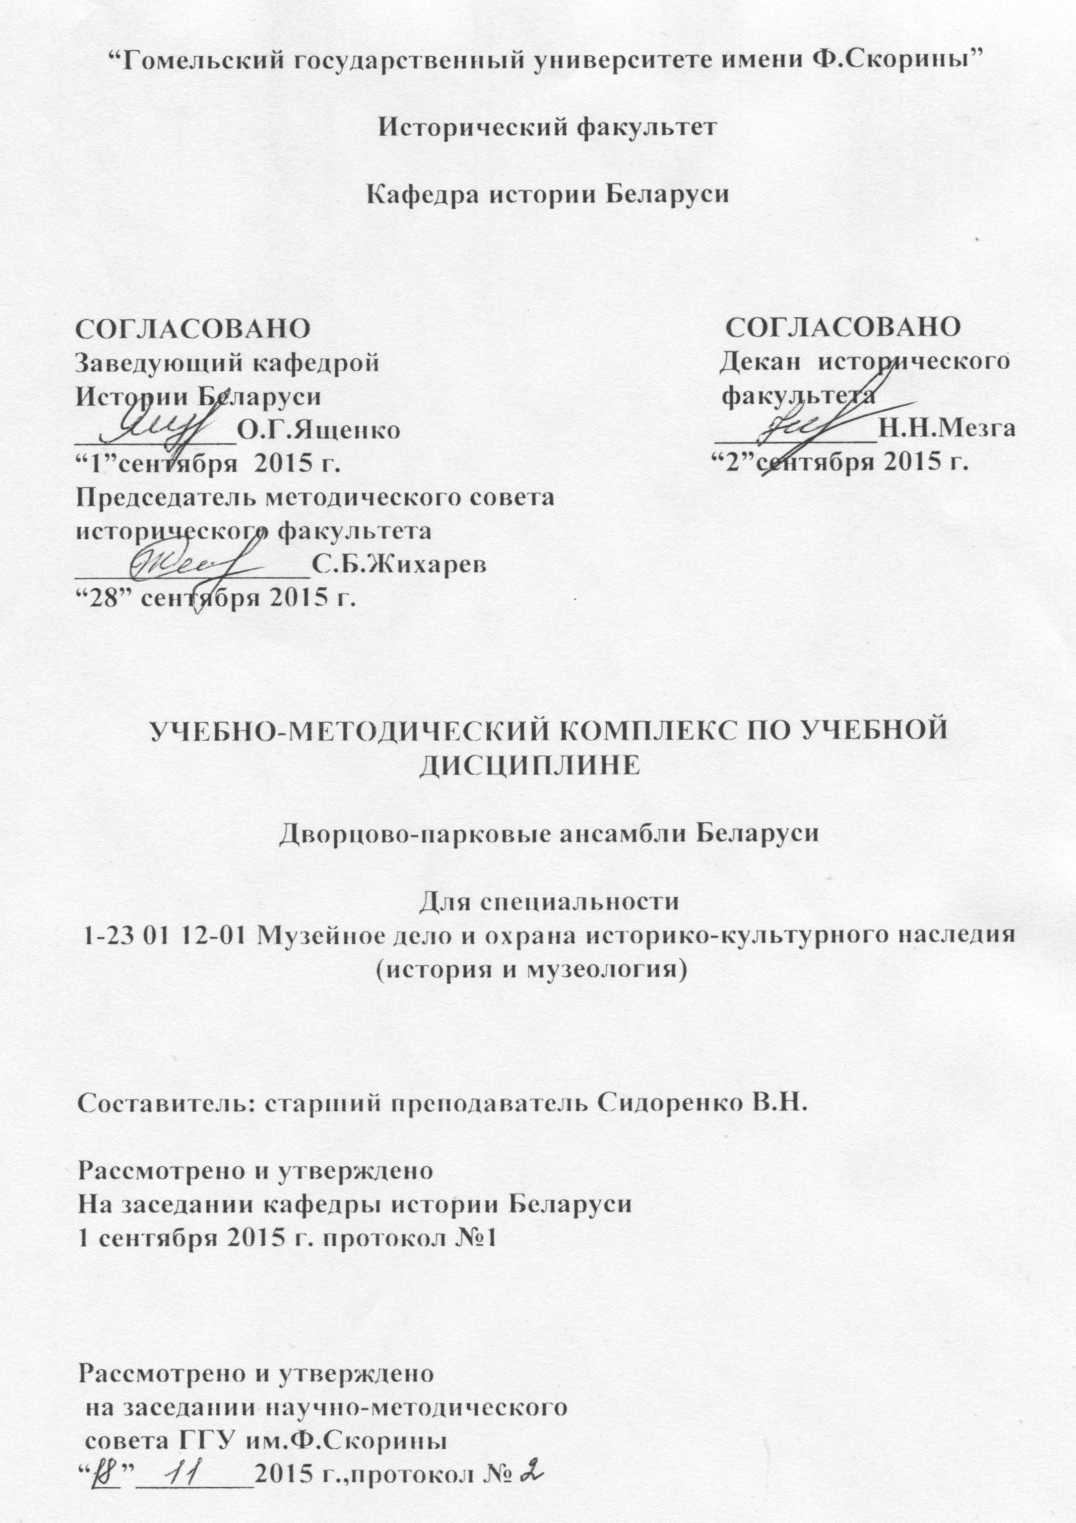 “Гомельский государственный университете имени Ф.Скорины”
Исторический факультет
Кафедра истории Беларуси
СОГЛАСОВАНО
Заведующий кафедрой
Истории Беларуси
____________О.Г.Ященко
“1”сентября 2015 г.
Председатель методического совета
исторического факультета
_________________С.Б.Жихарев
“28” сентября 2015 г.
СОГЛАСОВАНО
Декан исторического
факультета
____________Н.Н.Мезга
“2”сентября 2015 г.
УЧЕБНО-МЕТОДИЧЕСКИЙ КОМПЛЕКС ПО УЧЕБНОЙ
ДИСЦИПЛИНЕ
Дворцово-парковые ансамбли Беларуси
Для специальности
1-23 01 12-01 Музейное дело и охрана историко-культурного наследия
(история и музеология)
Составитель: старший преподаватель Сидоренко В.Н.
Рассмотрено и утверждено
На заседании кафедры истории Беларуси
1 сентября 2015 г. протокол №1
Рассмотрено и утверждено
на заседании научно-методического
совета ГГУ им.Ф.Скорины
“18” 11 2015 г.,протокол № 2